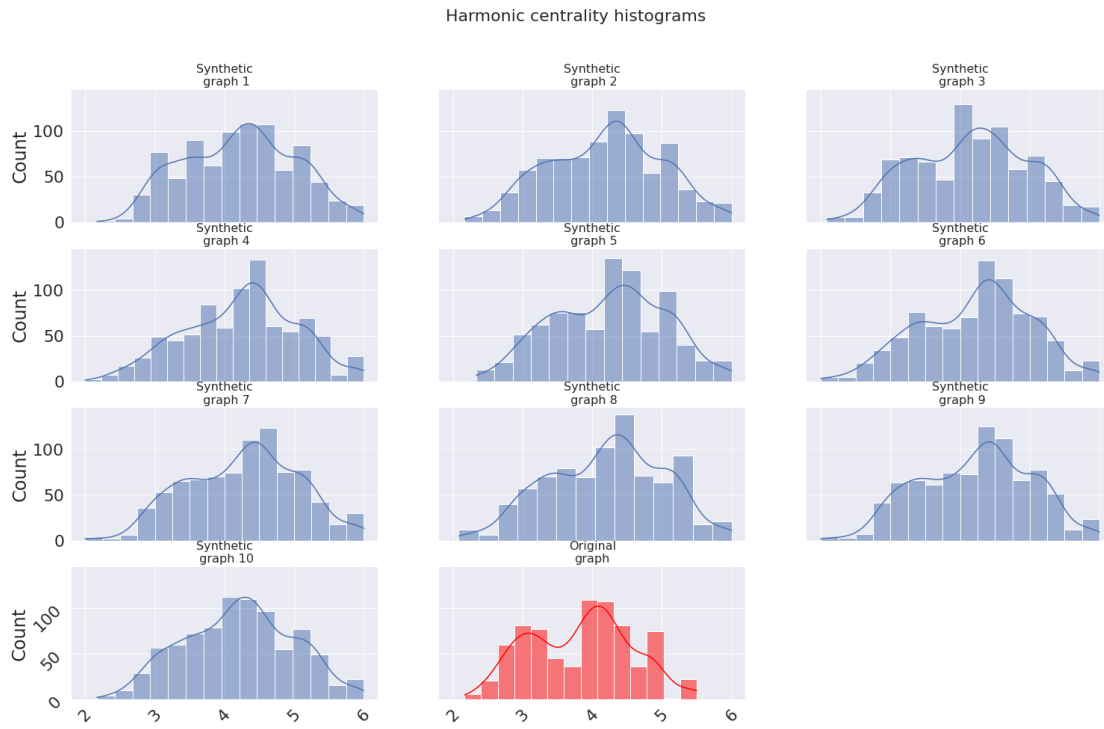 Harmonic centrality histograms
Synthetic
graph 1
Synthetic
graph 2
Synthetic
graph 3
100
50
0
Count
Synthetic
graph 4
Synthetic
graph 5
Synthetic
graph 6
100
50
0
Count
Synthetic
graph 7
Synthetic
graph 8
Synthetic
graph 9
100
50
0
Count
Synthetic
graph 10
Original
graph
100
50
0
Count
2 3 4 5 6
2 3 4 5 6